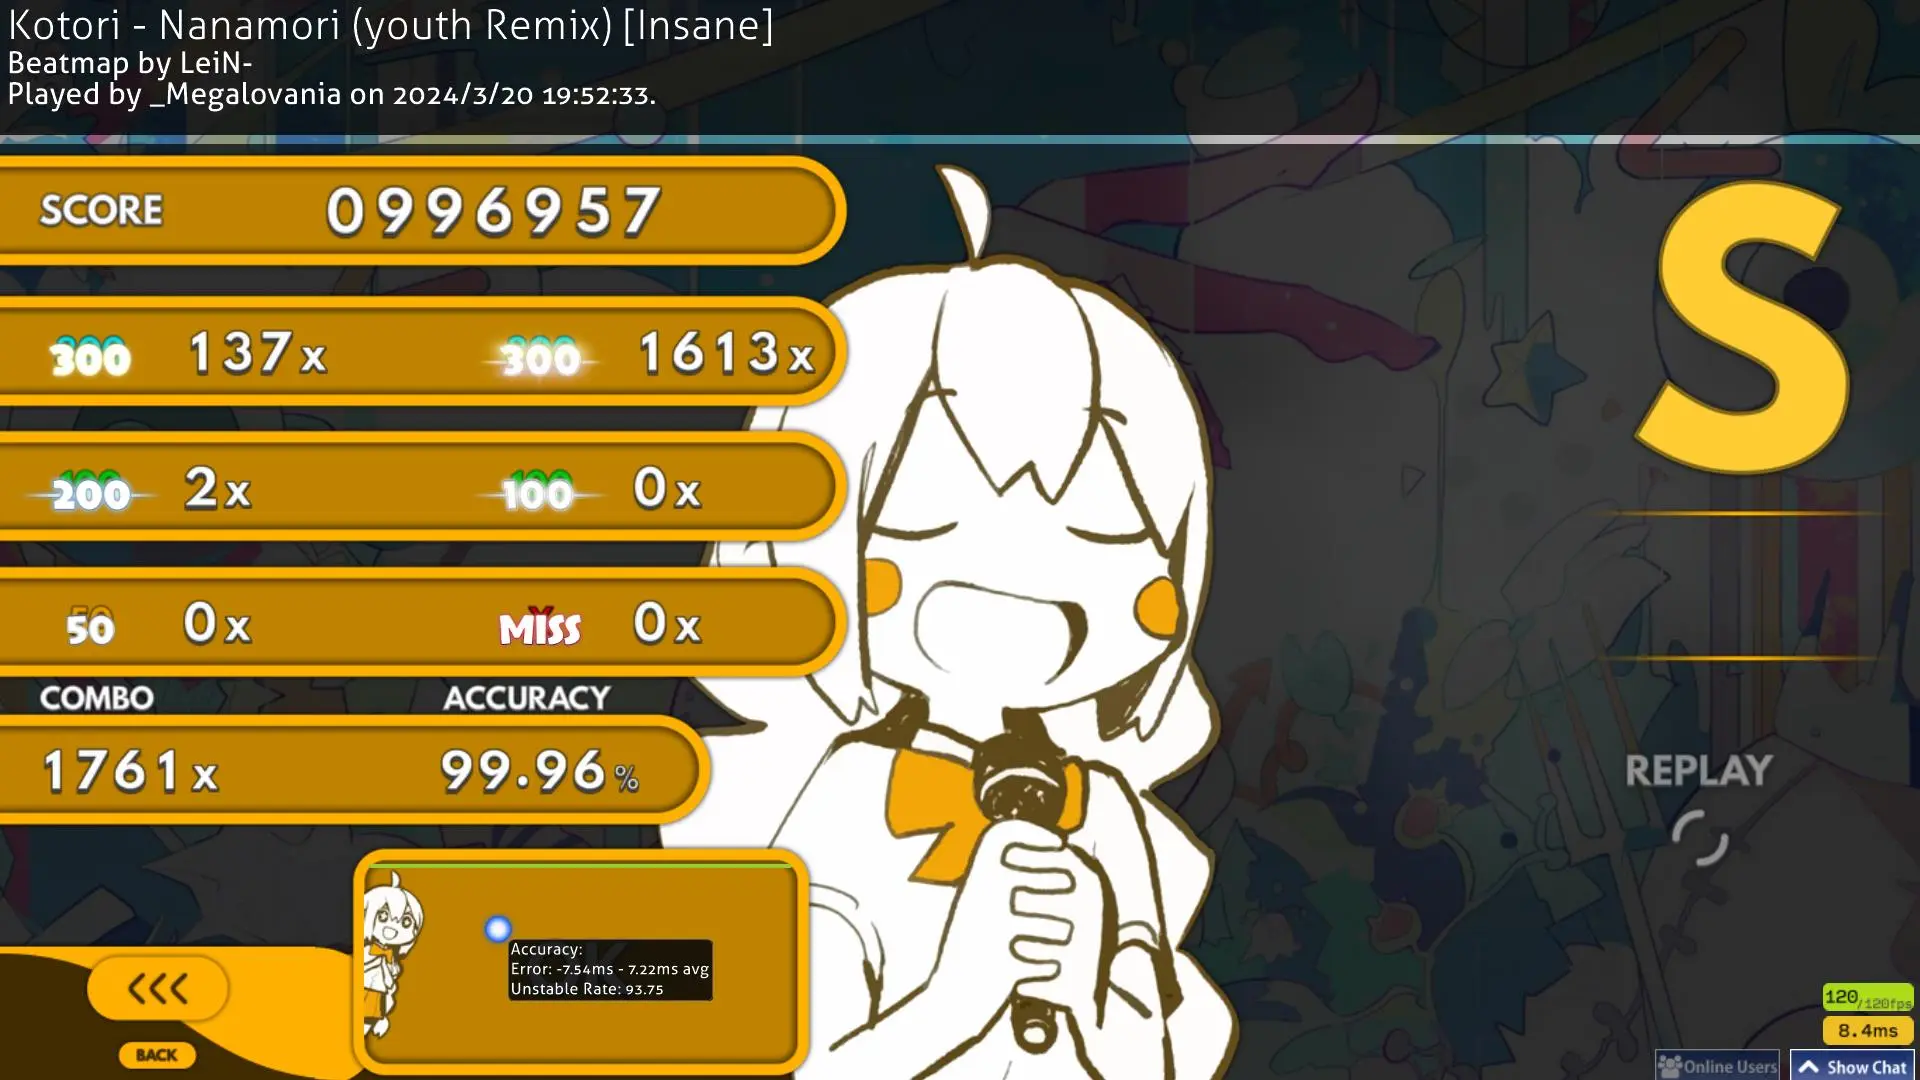 Kotori - Nanamori (youth Remix) [Insane]
Beatmap by LeiN-
Played by _Megalovania on 2024/3/20 19:52:33.
SCORE 0996957
300 137x 300 1613x
200 2x 100 0x
50 0x MISS 0x
COMBO ACCURACY
1761x 99.96%
REPLAY
Accuracy:
Error: -7.54ms - 7.22ms avg
Unstable Rate: 93.75
S
BACK
120/120fps
8.4ms
Online Users Show Chat